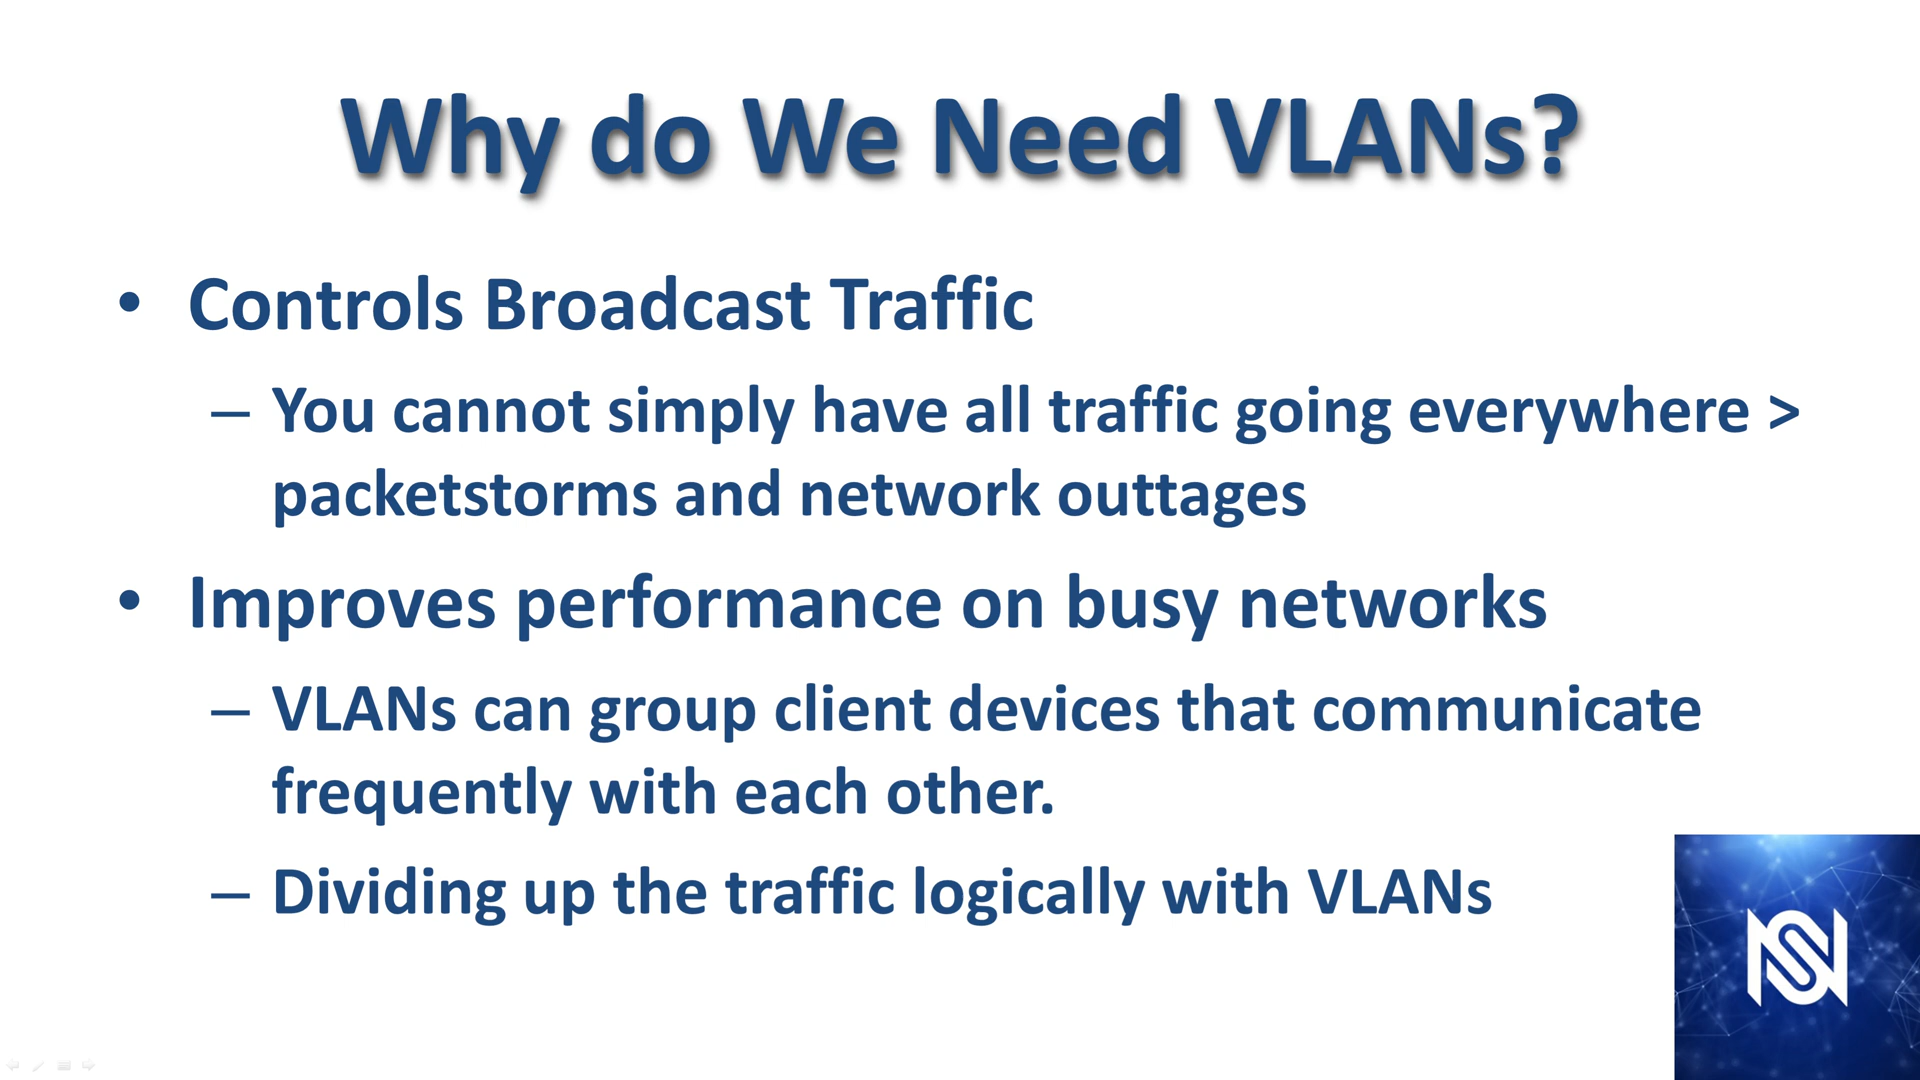 Why do We Need VLANs?
• Controls Broadcast Traffic
– You cannot simply have all traffic going everywhere >
packetstorms and network outtages
• Improves performance on busy networks
– VLANs can group client devices that communicate
frequently with each other.
– Dividing up the traffic logically with VLANs